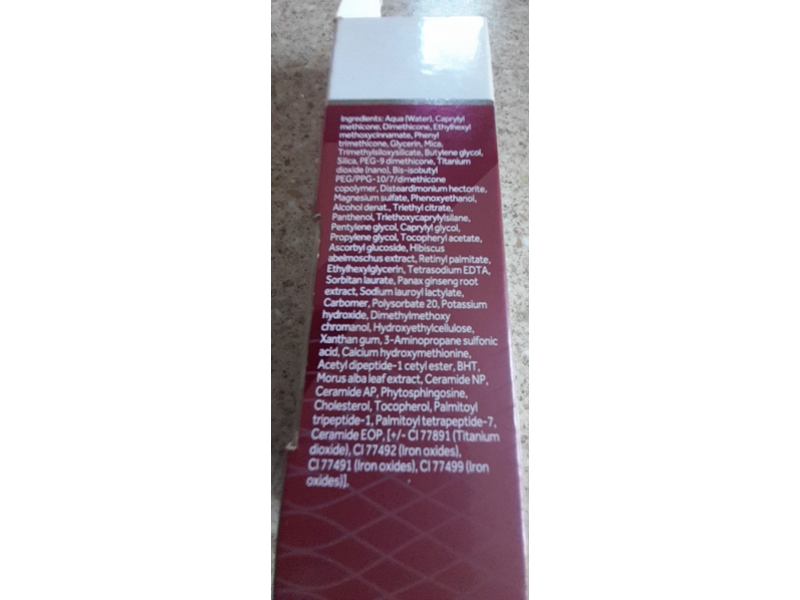 Ingredients: Aqua (Water), Caprylyl
methicone, Dimethicone, Ethylhexyl
methoxycinnamate, Phenyl
trimethicone, Glycerin, Mica,
Trimethylsiloxysilicate, Butylene glycol,
Silica, PEG-9 dimethicone, Titanium
dioxide (nano), Bis-isobutyl
PEG/PPG-10/7/dimethicone
copolymer, Disteardimonium hectorite,
Magnesium sulfate, Phenoxyethanol,
Alcohol denat., Triethyl citrate,
Panthenol, Triethoxycaprylylsilane,
Pentylene glycol, Caprylyl glycol,
Propylene glycol, Tocopheryl acetate,
Ascorbyl glucoside, Hibiscus
abelmoschus extract, Retinyl palmitate,
Ethylhexylglycerin, Tetrasodium EDTA,
Sorbitan laurate, Panax ginseng root
extract, Sodium lauroyl lactylate,
Carbomer, Polysorbate 20, Potassium
hydroxide, Dimethylmethoxy
chromanol, Hydroxyethylcellulose,
Xanthan gum, 3-Aminopropane sulfonic
acid, Calcium hydroxymethionine,
Acetyl dipeptide-1 cetyl ester, BHT,
Morus alba leaf extract, Ceramide NP,
Ceramide AP, Phytosphingosine,
Cholesterol, Tocopherol, Palmitoyl
tripeptide-1, Palmitoyl tetrapeptide-7,
Ceramide EOP, [+/- CI 77891 (Titanium
dioxide), CI 77492 (Iron oxides),
CI 77491 (Iron oxides), CI 77499 (Iron
oxides)].